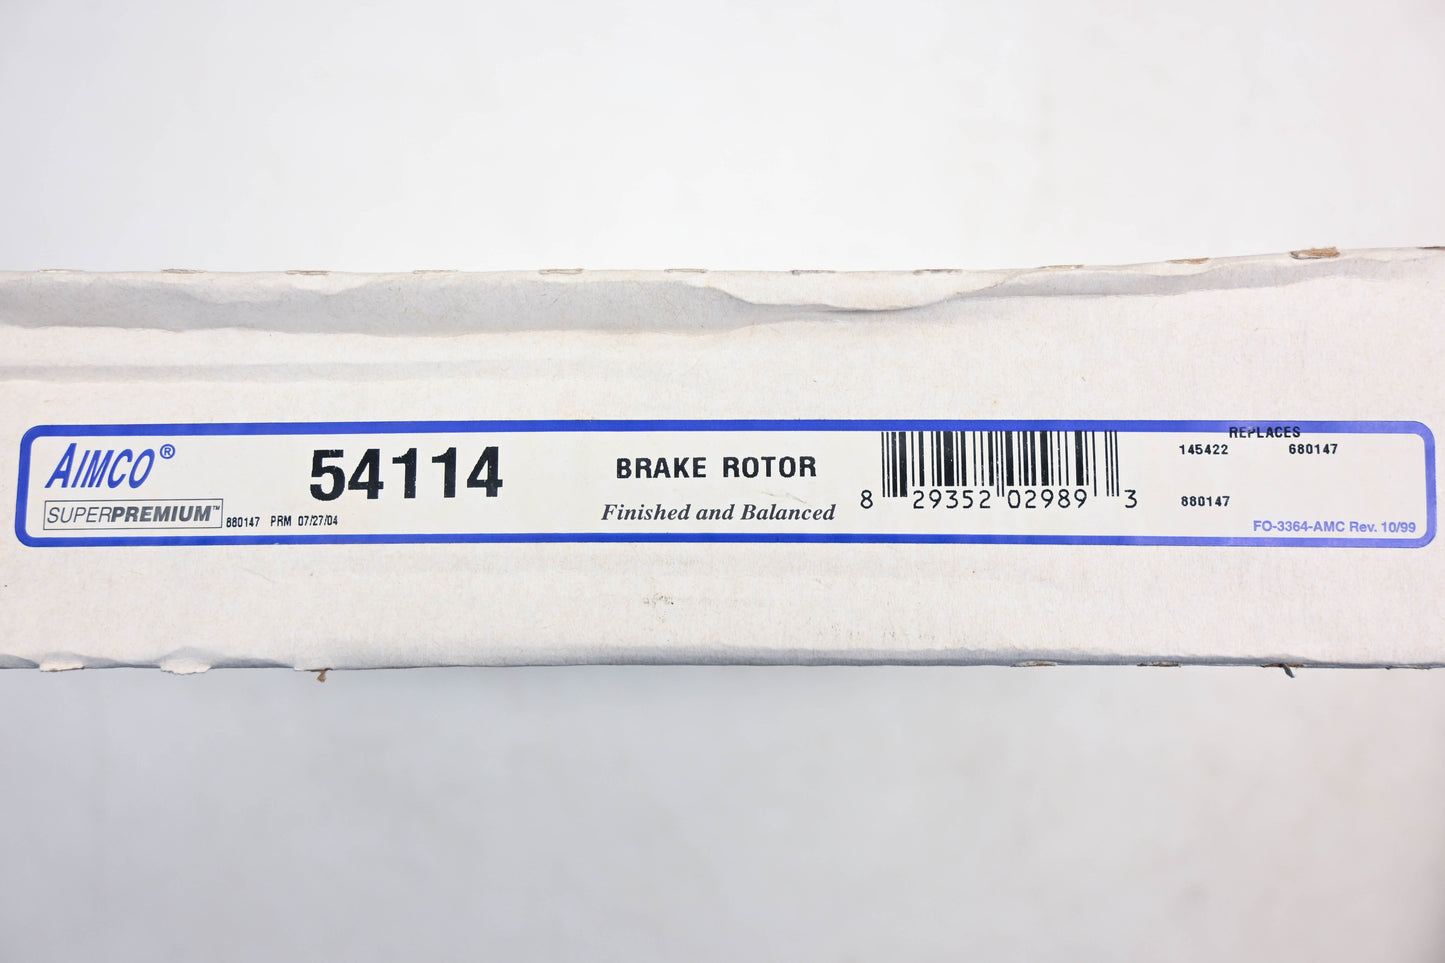 AIMCO®
SUPERPREMIUM™
880147 PRM 07/27/04
54114
BRAKE ROTOR
Finished and Balanced
8 29352 02989 3
REPLACES
145422 680147
880147
FO-3364-AMC Rev. 10/99